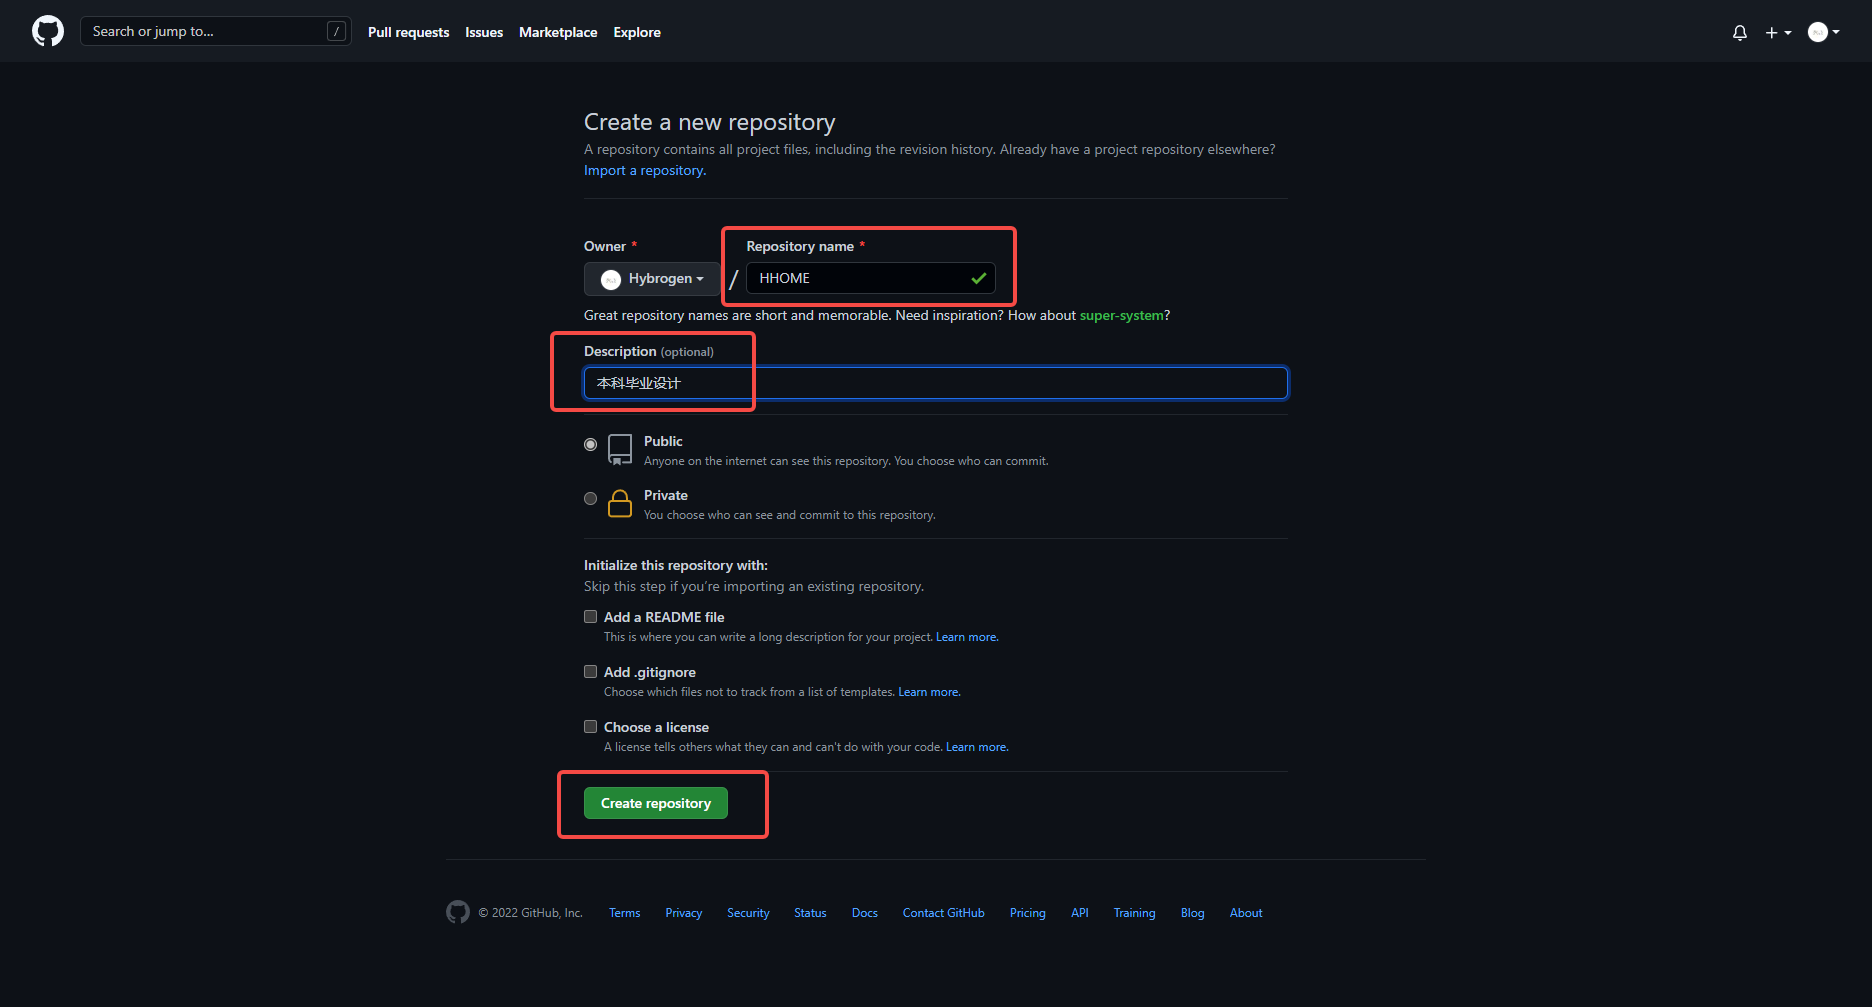 Search or jump to... /
Pull requests Issues Marketplace Explore
Create a new repository
A repository contains all project files, including the revision history. Already have a project repository elsewhere?
Import a repository.
Owner * Repository name *
Hybrogen / HHOME
Great repository names are short and memorable. Need inspiration? How about super-system?
Description (optional)
本科毕业设计
Public
Anyone on the internet can see this repository. You choose who can commit.
Private
You choose who can see and commit to this repository.
Initialize this repository with:
Skip this step if you’re importing an existing repository.
Add a README file
This is where you can write a long description for your project. Learn more.
Add .gitignore
Choose which files not to track from a list of templates. Learn more.
Choose a license
A license tells others what they can and can't do with your code. Learn more.
Create repository
© 2022 GitHub, Inc. Terms Privacy Security Status Docs Contact GitHub Pricing API Training Blog About